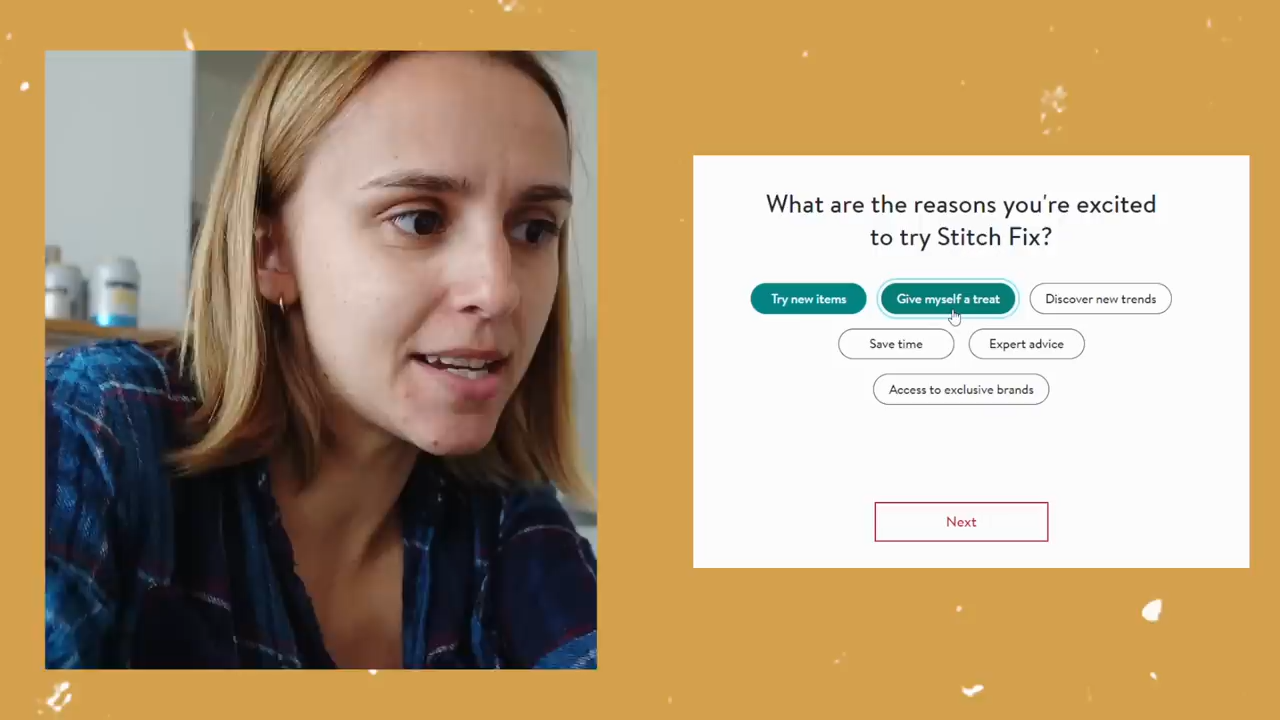 What are the reasons you're excited
to try Stitch Fix?
Try new items
Give myself a treat
Discover new trends
Save time
Expert advice
Access to exclusive brands
Next